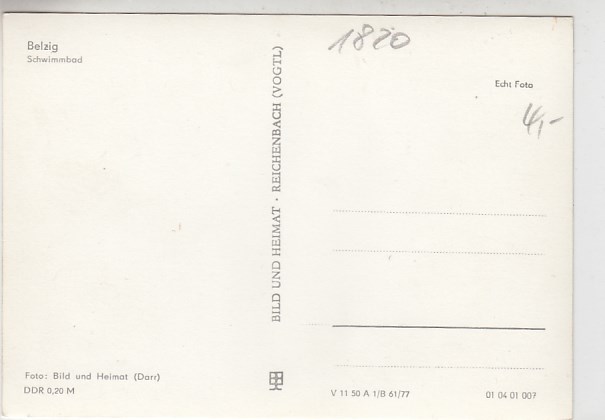 Belzig
Schwimmbad
1820
Echt Foto
4,-
BILD UND HEIMAT · REICHENBACH (VOGTL)
Foto: Bild und Heimat (Darr)
DDR 0,20 M
V 11 50 A 1/B 61/77
01 04 01 007